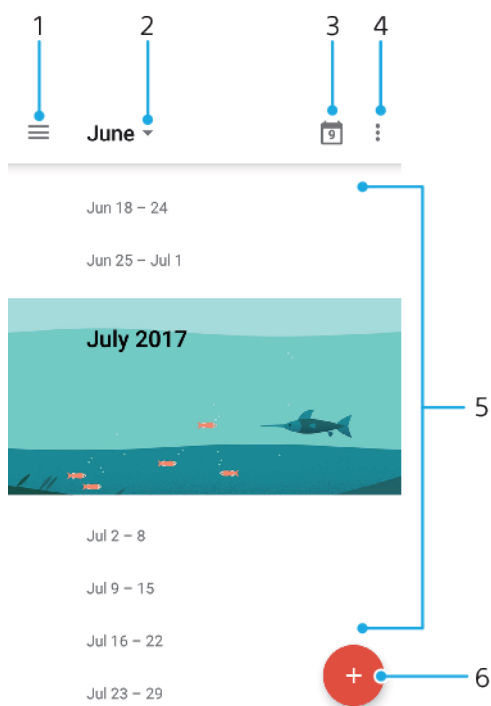 1 2 3 4
June 9
Jun 18 – 24
Jun 25 – Jul 1
July 2017
5
Jul 2 – 8
Jul 9 – 15
Jul 16 – 22
+ 6
Jul 23 – 29